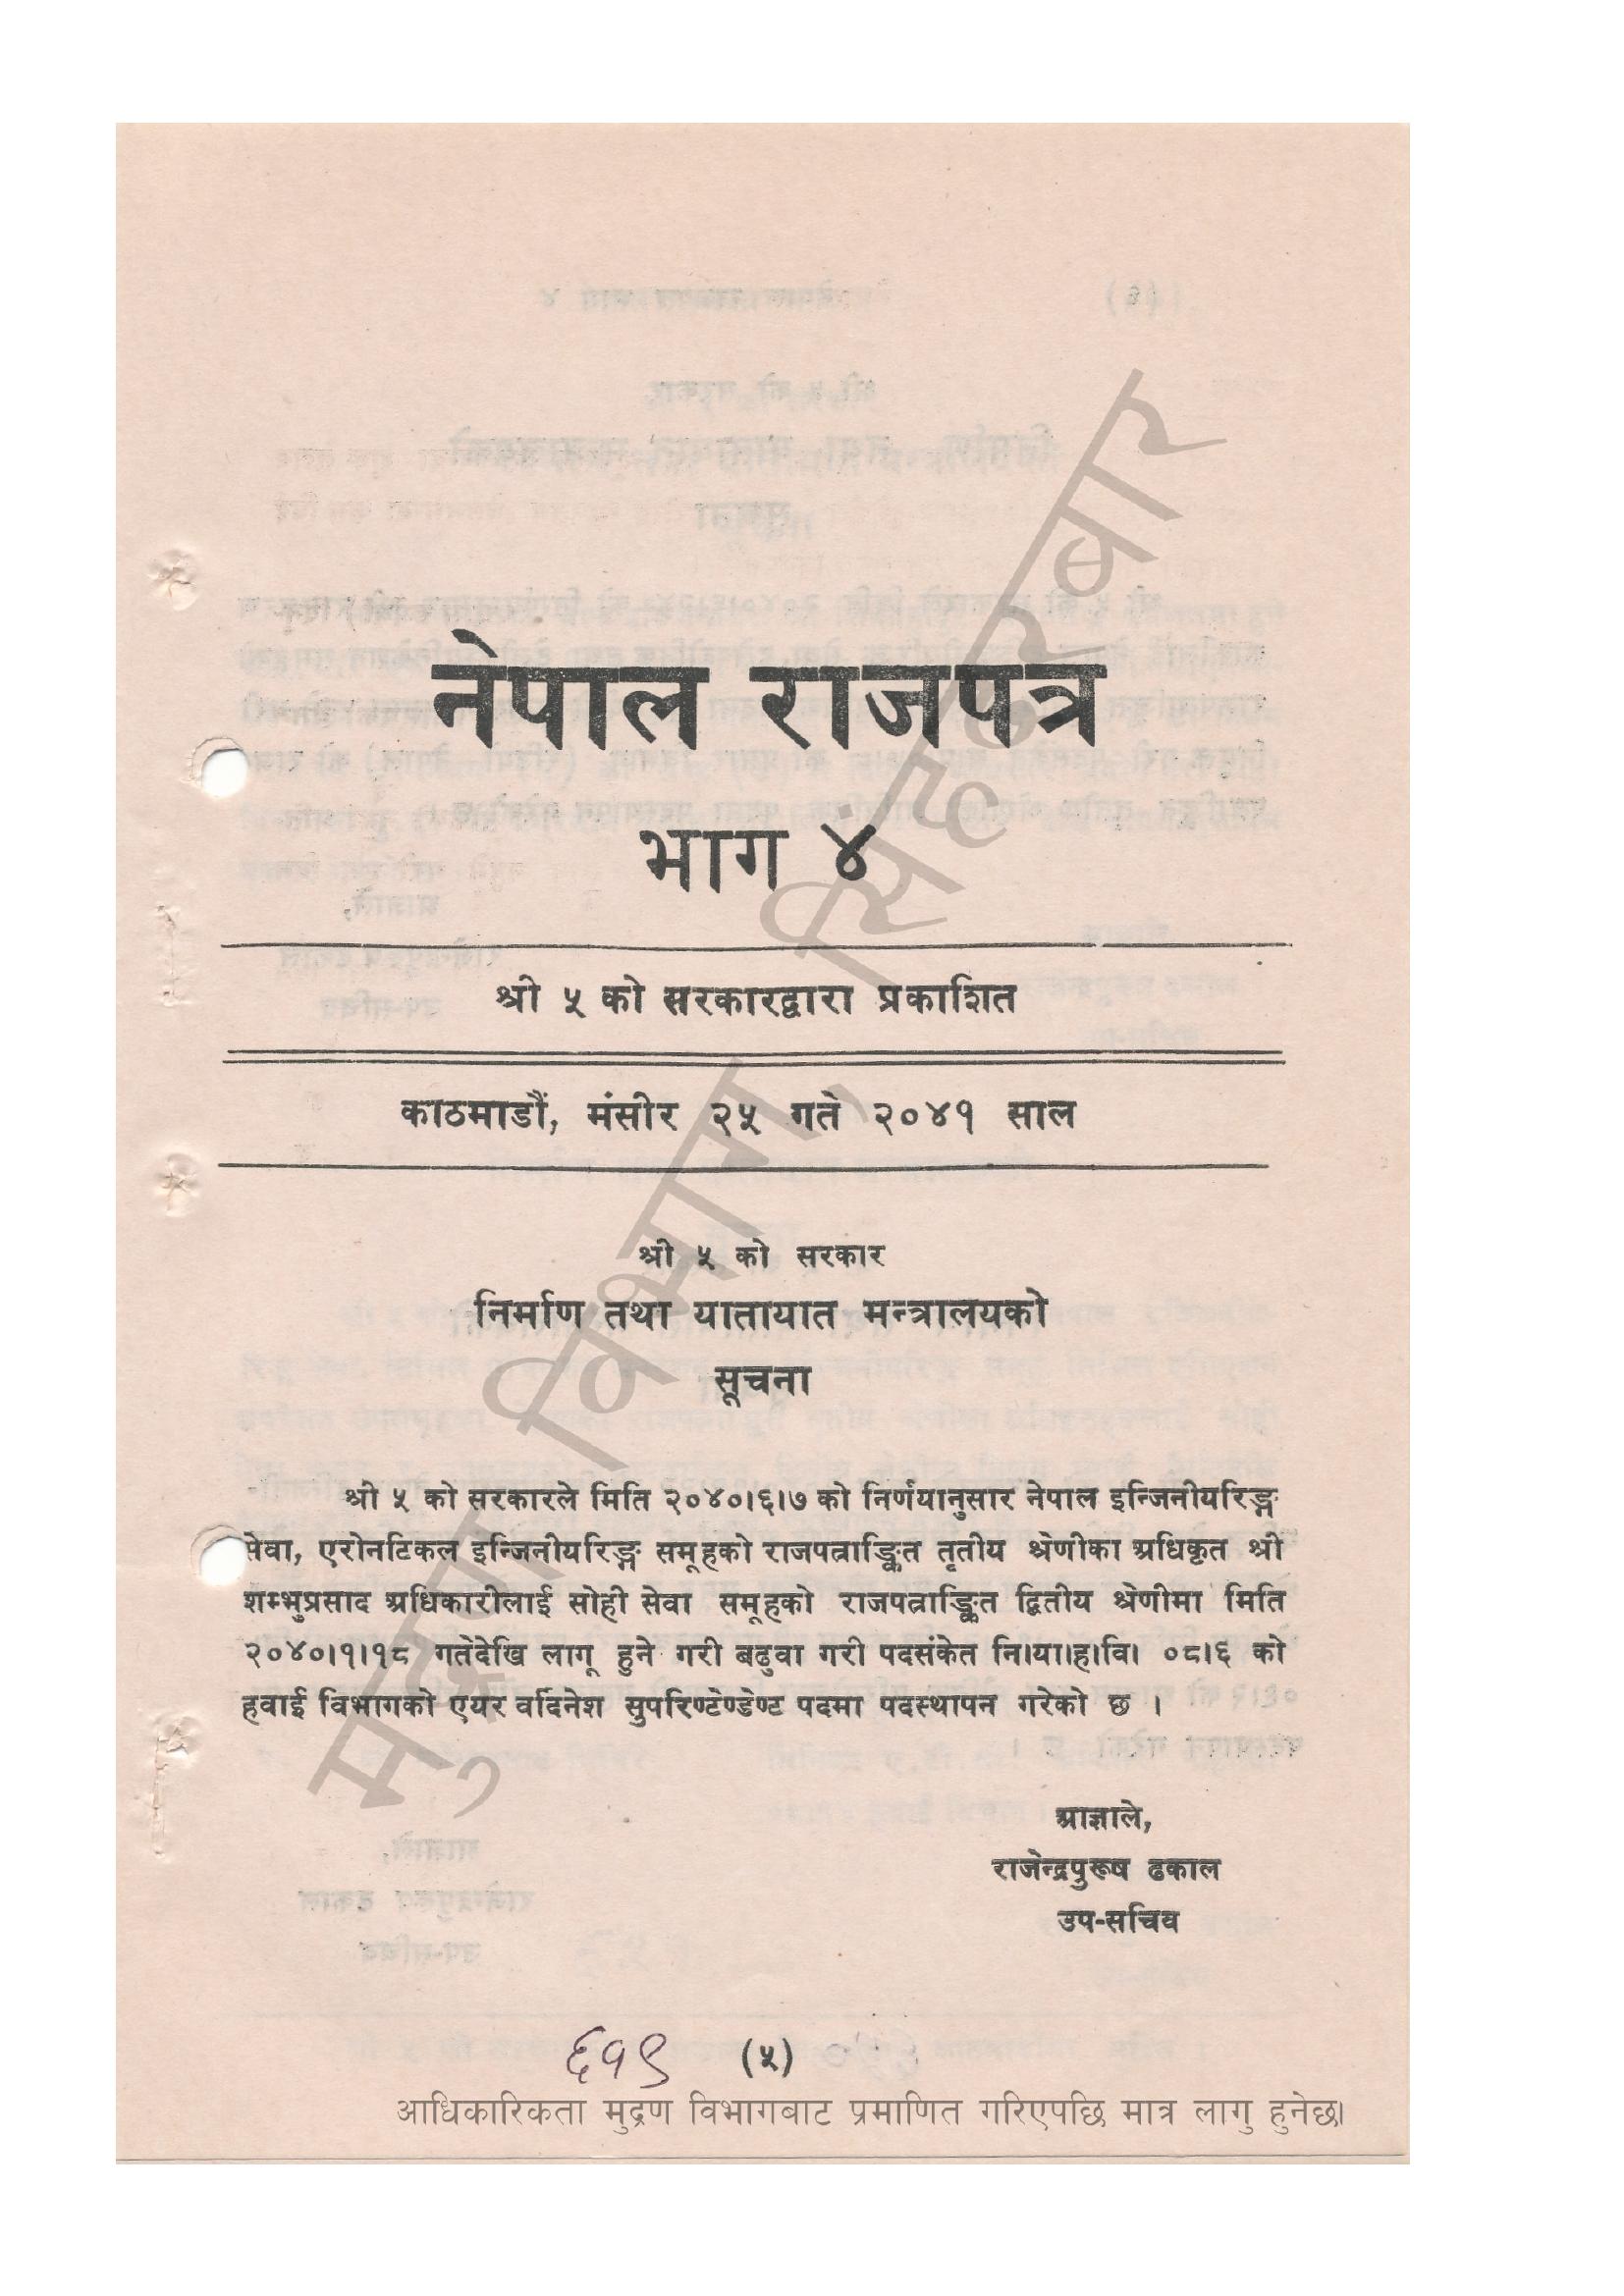 नेपाल राजपत्र
भाग ४
श्री ५ को सरकारद्वारा प्रकाशित
काठमाडौं, मंसीर २५ गते २०४१ साल
श्री ५ को सरकार
निर्माण तथा यातायात मन्त्रालयको
सूचना
श्री ५ को सरकारले मिति २०४०।६।७ को निर्णयानुसार नेपाल इन्जिनीयरिङ्ग
सेवा, एरोनटिकल इन्जिनीयरिङ्ग समूहको राजपत्राङ्कित तृतीय श्रेणीका अधिकृत श्री
शम्भुप्रसाद अधिकारीलाई सोही सेवा समूहको राजपत्राङ्कित द्वितीय श्रेणीमा मिति
२०४०।१।१८ गतेदेखि लागू हुने गरी बढुवा गरी पदसंकेत नि।या।ह।वि। ०८।६ को
हवाई विभागको एयर वर्दिनेश सुपरिण्टेण्डेण्ट पदमा पदस्थापन गरेको छ ।
आज्ञाले,
राजेन्द्रपुरूष ढकाल
उप-सचिव
६१९ (५)
आधिकारिकता मुद्रण विभागबाट प्रमाणित गरिएपछि मात्र लागु हुनेछ।
मुद्रण विभाग, सिंहदरवार